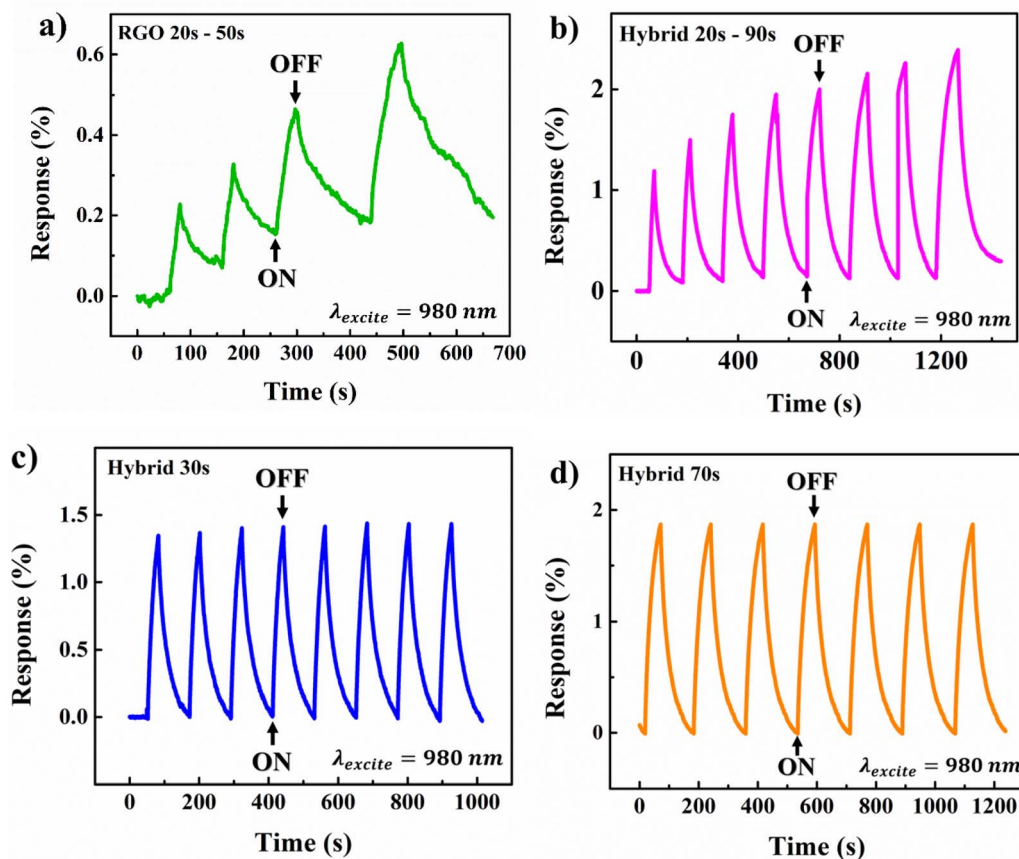 a)
RGO 20s - 50s
OFF
ON
λexcite = 980 nm
Response (%)
0.6
0.4
0.2
0.0
0 100 200 300 400 500 600 700
Time (s)
b)
Hybrid 20s - 90s
OFF
ON
λexcite = 980 nm
Response (%)
2
1
0
0 400 800 1200
Time (s)
c)
Hybrid 30s
OFF
ON
λexcite = 980 nm
Response (%)
1.5
1.0
0.5
0.0
0 200 400 600 800 1000
Time (s)
d)
Hybrid 70s
OFF
ON
λexcite = 980 nm
Response (%)
2
1
0
0 200 400 600 800 1000 1200
Time (s)